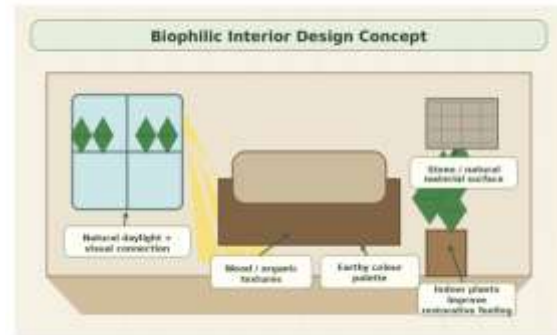 Biophilic Interior Design Concept
Stone / natural
material surface
Natural daylight +
visual connection
Wood / organic
textures
Earthy colour
palette
Indoor plants
improve
restorative feeling